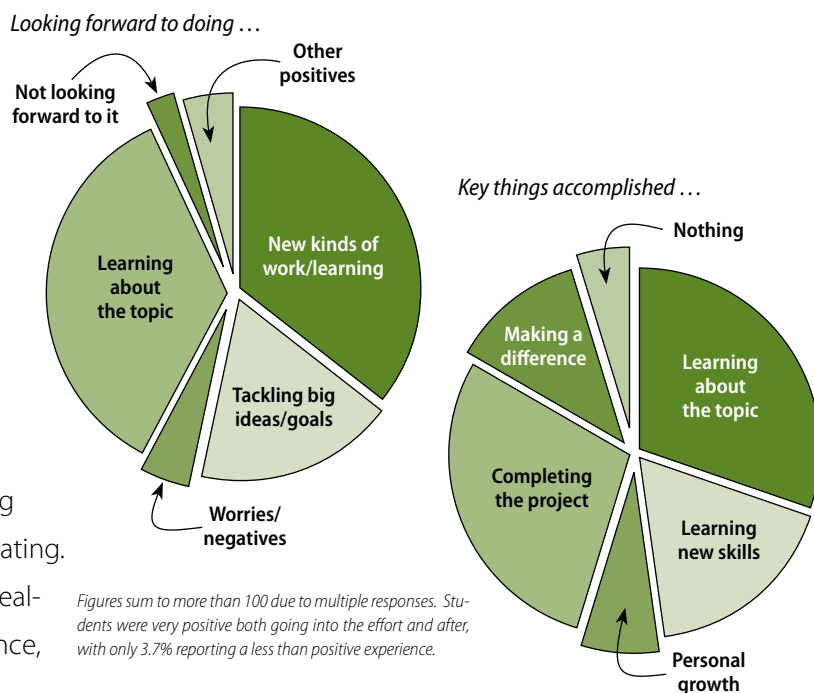 Looking forward to doing …
Other
positives
Not looking
forward to it
New kinds of
work/learning
Learning
about
the topic
Tackling big
ideas/goals
Worries/
negatives
Key things accomplished …
Nothing
Making a
difference
Learning
about
the topic
Completing
the project
Learning
new skills
Personal
growth
g
ating.
eal-
nce,
Figures sum to more than 100 due to multiple responses. Stu-
dents were very positive both going into the effort and after,
with only 3.7% reporting a less than positive experience.